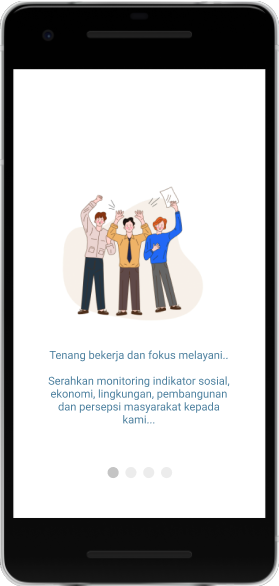 Tenang bekerja dan fokus melayani..
Serahkan monitoring indikator sosial,
ekonomi, lingkungan, pembangunan
dan persepsi masyarakat kepada
kami...